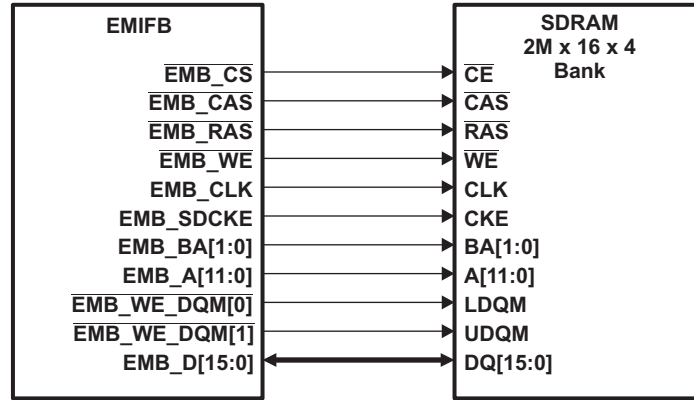 EMIFB
SDRAM
2M x 16 x 4
Bank
EMB_CS CE
EMB_CAS CAS
EMB_RAS RAS
EMB_WE WE
EMB_CLK CLK
EMB_SDCKE CKE
EMB_BA[1:0] BA[1:0]
EMB_A[11:0] A[11:0]
EMB_WE_DQM[0] LDQM
EMB_WE_DQM[1] UDQM
EMB_D[15:0] DQ[15:0]